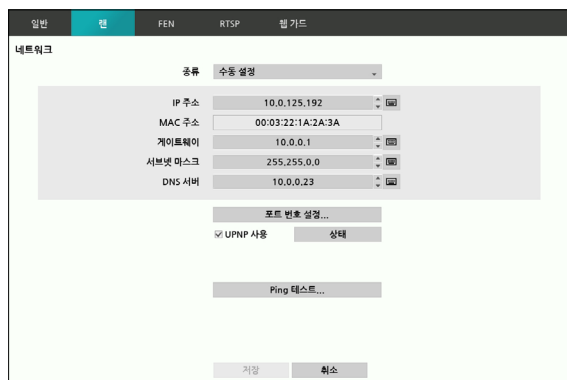 일반 랜 FEN RTSP 웹 가드
네트워크
종류 수동 설정
IP 주소 10.0.125.192
MAC 주소 00:03:22:1A:2A:3A
게이트웨이 10.0.0.1
서브넷 마스크 255.255.0.0
DNS 서버 10.0.0.23
포트 번호 설정...
UPNP 사용 상태
Ping 테스트...
저장 취소